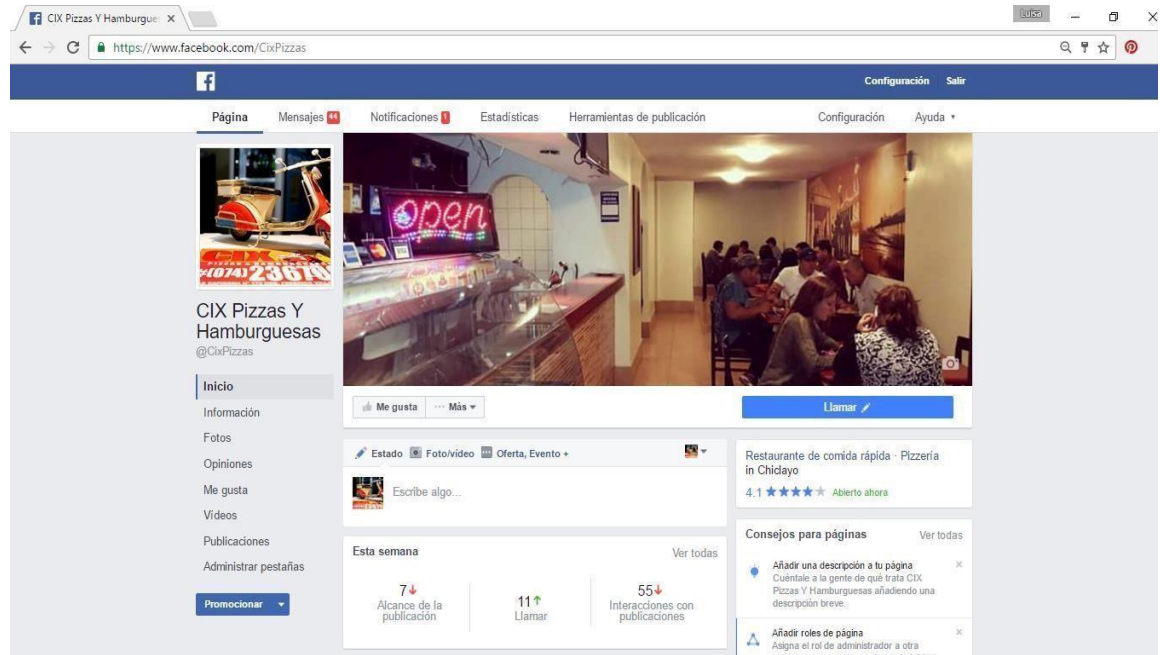 CIX Pizzas Y Hamburgue
Luisa
https://www.facebook.com/CixPizzas
Configuración Salir
Página Mensajes 44 Notificaciones 1 Estadísticas Herramientas de publicación Configuración Ayuda
open
CIX
(074)23670
CIX Pizzas Y
Hamburguesas
@CixPizzas
Inicio
Información
Fotos
Opiniones
Me gusta
Vídeos
Publicaciones
Administrar pestañas
Promocionar
Me gusta ··· Más
Llamar
Estado Foto/vídeo Oferta, Evento +
Escribe algo...
Esta semana Ver todas
7
Alcance de la
publicación
11
Llamar
55
Interacciones con
publicaciones
Restaurante de comida rápida · Pizzería
in Chiclayo
4.1 ★★★★★ Abierto ahora
Consejos para páginas Ver todas
Añadir una descripción a tu página
Cuéntale a la gente de qué trata CIX
Pizzas Y Hamburguesas añadiendo una
descripción breve.
Añadir roles de página
Asigna el rol de administrador a otra